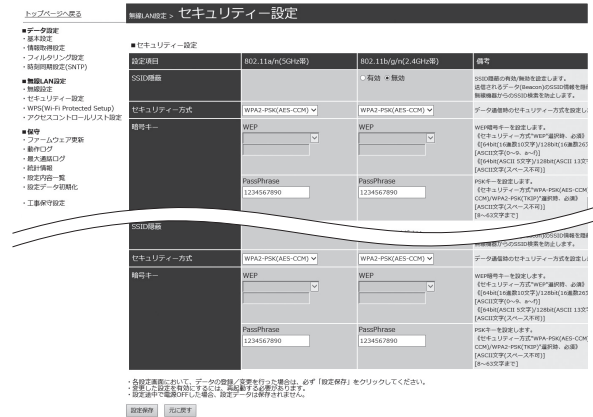 トップページへ戻る
無線LAN設定 > セキュリティー設定
■データ設定
・基本設定
・情報取得設定
・フィルタリング設定
・時刻同期設定(SNTP)
■無線LAN設定
・無線設定
・セキュリティー設定
・WPS(Wi-Fi Protected Setup)
・アクセスコントロールリスト設定
■保守
・ファームウェア更新
・動作ログ
・最大通話ログ
・統計情報
・設定内容一覧
・設定データ初期化
・工事保守設定
■セキュリティー設定
設定項目 802.11a/n(5GHz帯) 802.11b/g/n(2.4GHz帯) 備考
SSID隠蔽 有効 無効 SSID隠蔽の有効/無効を設定します。
送信されるデータ(Beacon)のSSID情報を隠蔽
無線機器からのSSID検索を防止します。
セキュリティー方式 WPA2-PSK(AES-CCM) WPA2-PSK(AES-CCM) データ通信時のセキュリティー方式を設定し
暗号キー WEP WEP WEP暗号キーを設定します。
《セキュリティー方式"WEP"選択時、必須》
《[64bit(16進数10文字)/128bit(16進数26
[ASCII文字(0～9、a～f)]
《[64bit(ASCII 5文字)/128bit(ASCII 13文
[ASCII文字(スペース不可)]
PassPhrase PassPhrase PSKキーを設定します。
1234567890 1234567890 《セキュリティー方式"WPA-PSK(AES-CCM
CCM)/WPA2-PSK(TKIP)"選択時、必須》
[ASCII文字(スペース不可)]
[8～63文字まで]
SSID隠蔽
のSSID情報を隠蔽
無線機器からのSSID検索を防止します。
セキュリティー方式 WPA2-PSK(AES-CCM) WPA2-PSK(AES-CCM) データ通信時のセキュリティー方式を設定し
暗号キー WEP WEP WEP暗号キーを設定します。
《セキュリティー方式"WEP"選択時、必須》
《[64bit(16進数10文字)/128bit(16進数26
[ASCII文字(0～9、a～f)]
《[64bit(ASCII 5文字)/128bit(ASCII 13文
[ASCII文字(スペース不可)]
PassPhrase PassPhrase PSKキーを設定します。
1234567890 1234567890 《セキュリティー方式"WPA-PSK(AES-CCM
CCM)/WPA2-PSK(TKIP)"選択時、必須》
[ASCII文字(スペース不可)]
[8～63文字まで]
・各設定画面において、データの登録／変更を行った場合は、必ず「設定保存」をクリックしてください。
・変更した設定を有効にするには、再起動する必要があります。
・設定途中で電源OFFした場合、設定データは保存されません。
設定保存 元に戻す